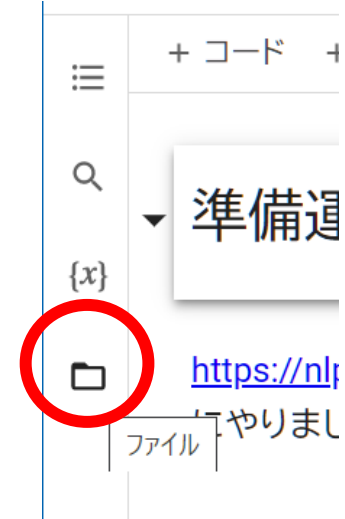 + コード +
準備運
{x}
https://nlp
にやりまし
ファイル